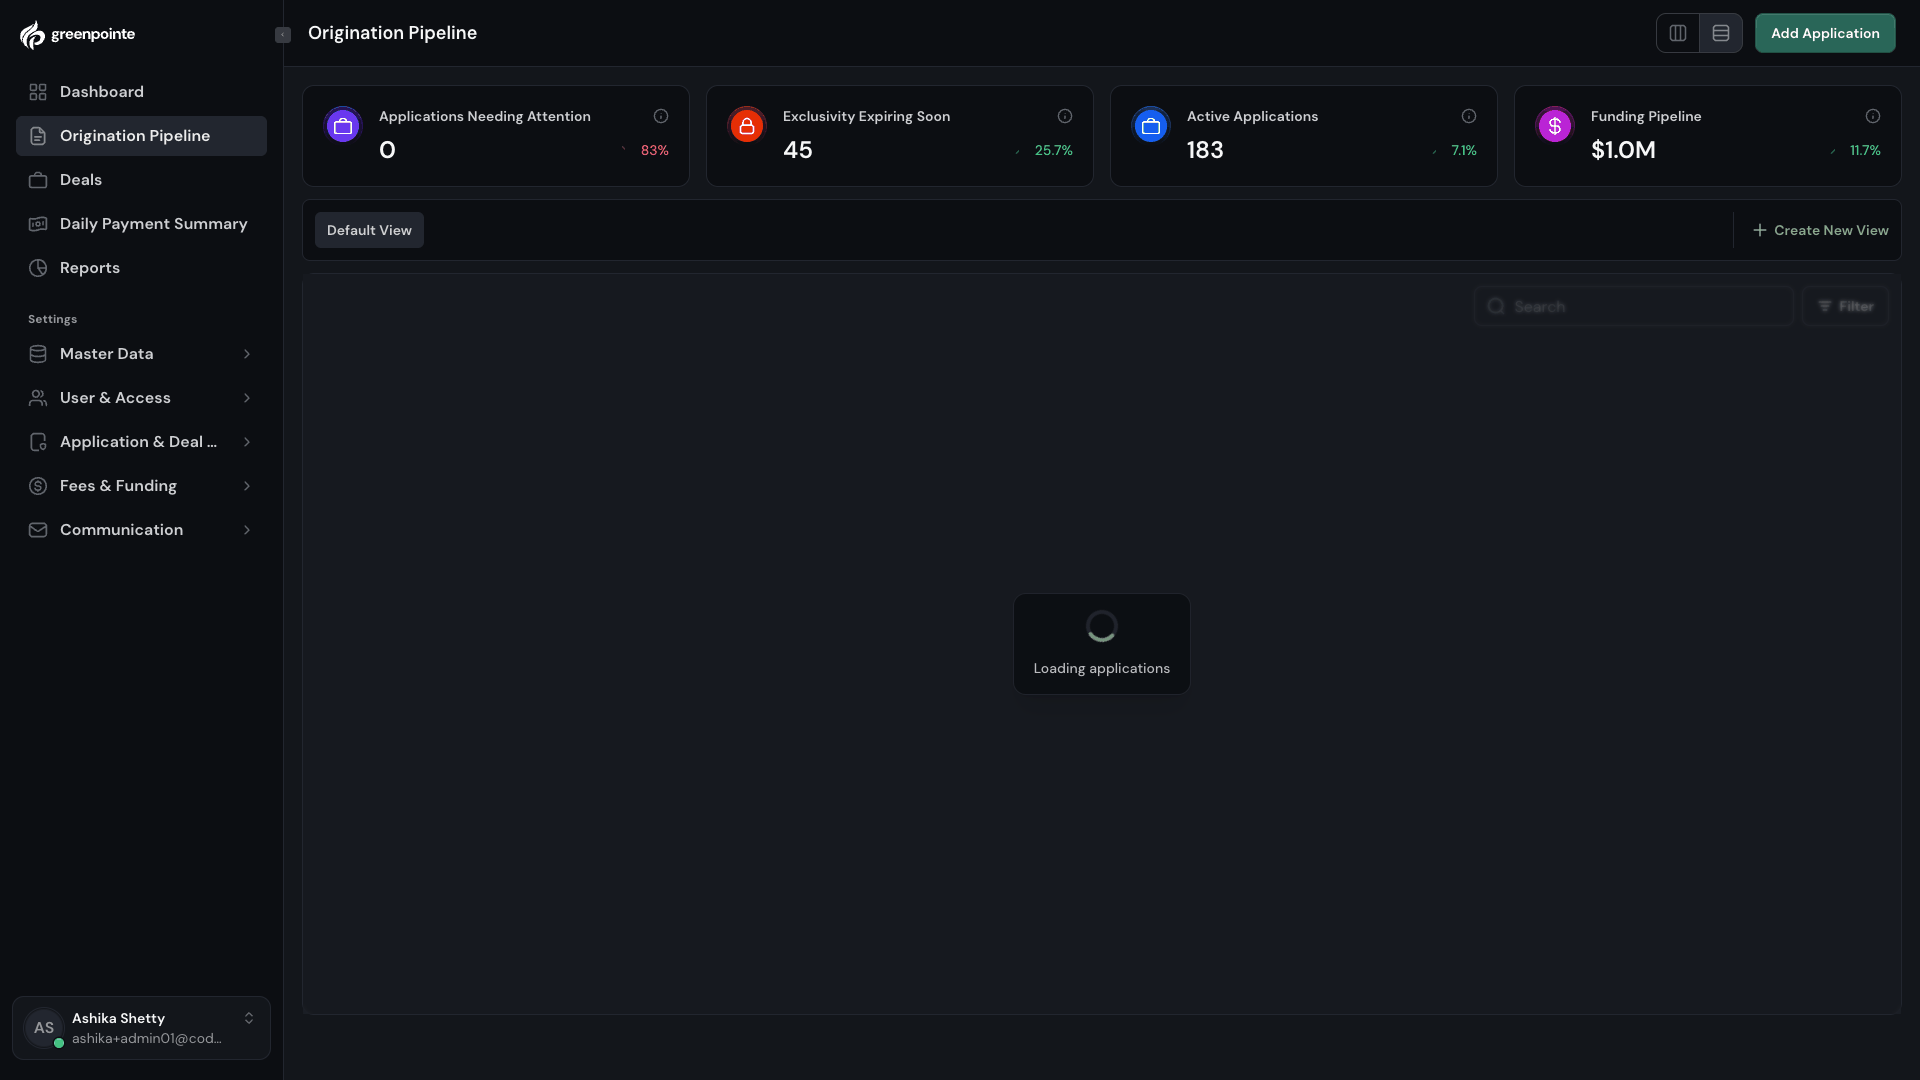 greenpointe
Origination Pipeline
Add Application
Dashboard
Origination Pipeline
Deals
Daily Payment Summary
Reports
Settings
Master Data
User & Access
Application & Deal ...
Fees & Funding
Communication
Applications Needing Attention
0
83%
Exclusivity Expiring Soon
45
25.7%
Active Applications
183
7.1%
Funding Pipeline
$1.0M
11.7%
Default View
Create New View
Search
Filter
Loading applications
AS
Ashika Shetty
ashika+admin01@cod...